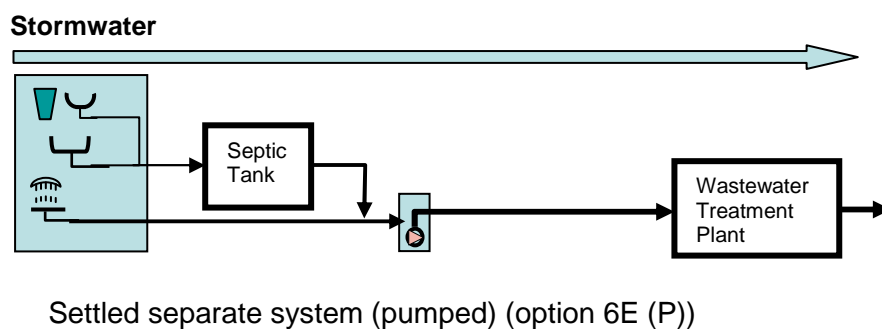 Stormwater
Septic
Tank
Wastewater
Treatment
Plant
Settled separate system (pumped) (option 6E (P))